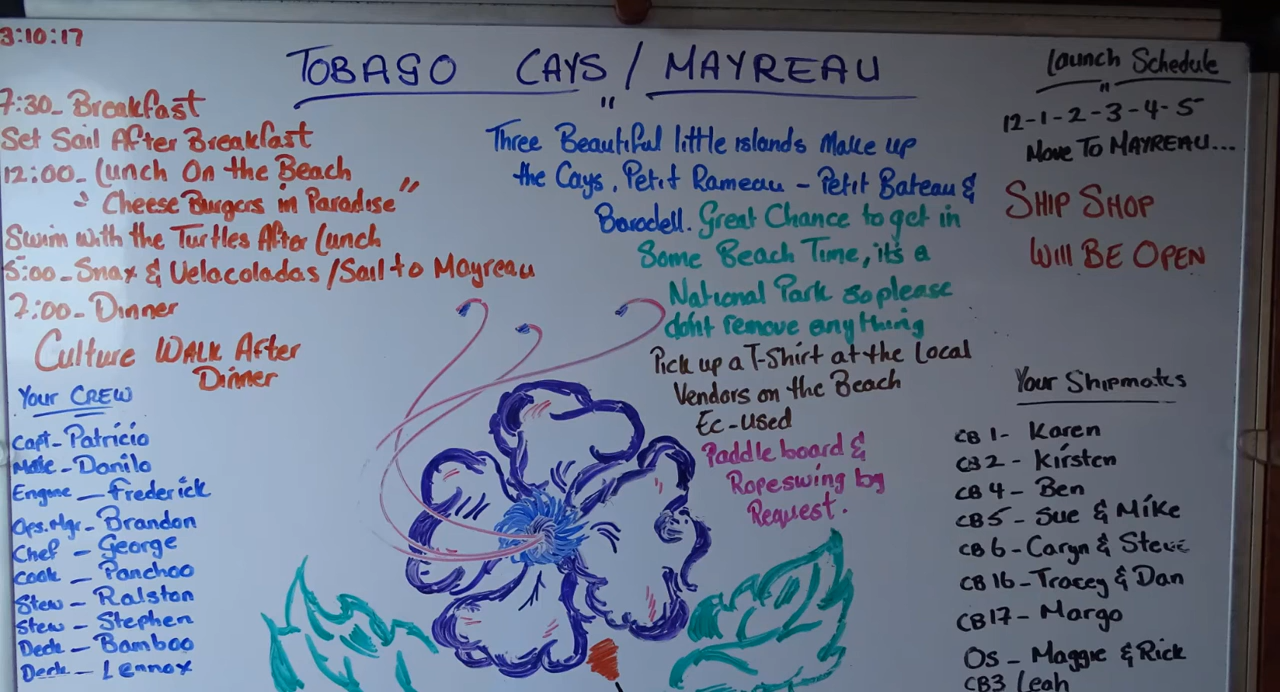 3:10:17
TOBAGO CAYS / MAYREAU
"
7:30- Breakfast
Set Sail After Breakfast
12:00- Lunch On the Beach
" Cheese Burgers in Paradise"
Swim with the Turtles After Lunch
5:00- Snax & Velacoladas / Sail to Mayreau
7:00- Dinner
Culture WALK After
Dinner
Your CREW
Capt- Patricio
Mate- Danilo
Engine - Frederick
Ops.Mgr- Brandon
Chef - George
Cook - Panchoo
Stew - Ralston
Stew - Stephen
Deck - Bamboo
Deck - Lennox
Three Beautiful little islands Make up
the Cays, Petit Rameau - Petit Bateau &
Baradell. Great Chance to get in
Some Beach Time, it's a
National Park so please
don't remove anything
Pick up a T-Shirt at the Local
Vendors on the Beach
Ec-Used
Paddle board &
Ropeswing by
Request.
Launch Schedule
"
12-1-2-3-4-5
Move To MAYREAU...
SHIP SHOP
WILL BE OPEN
Your Shipmates
CB 1- Karen
CB 2 - Kirsten
CB 4 - Ben
CB 5 - Sue & Mike
CB 6 - Caryn & Steve
CB 16 - Tracey & Dan
CB 17 - Margo
OS - Maggie & Rick
CB3 Leah